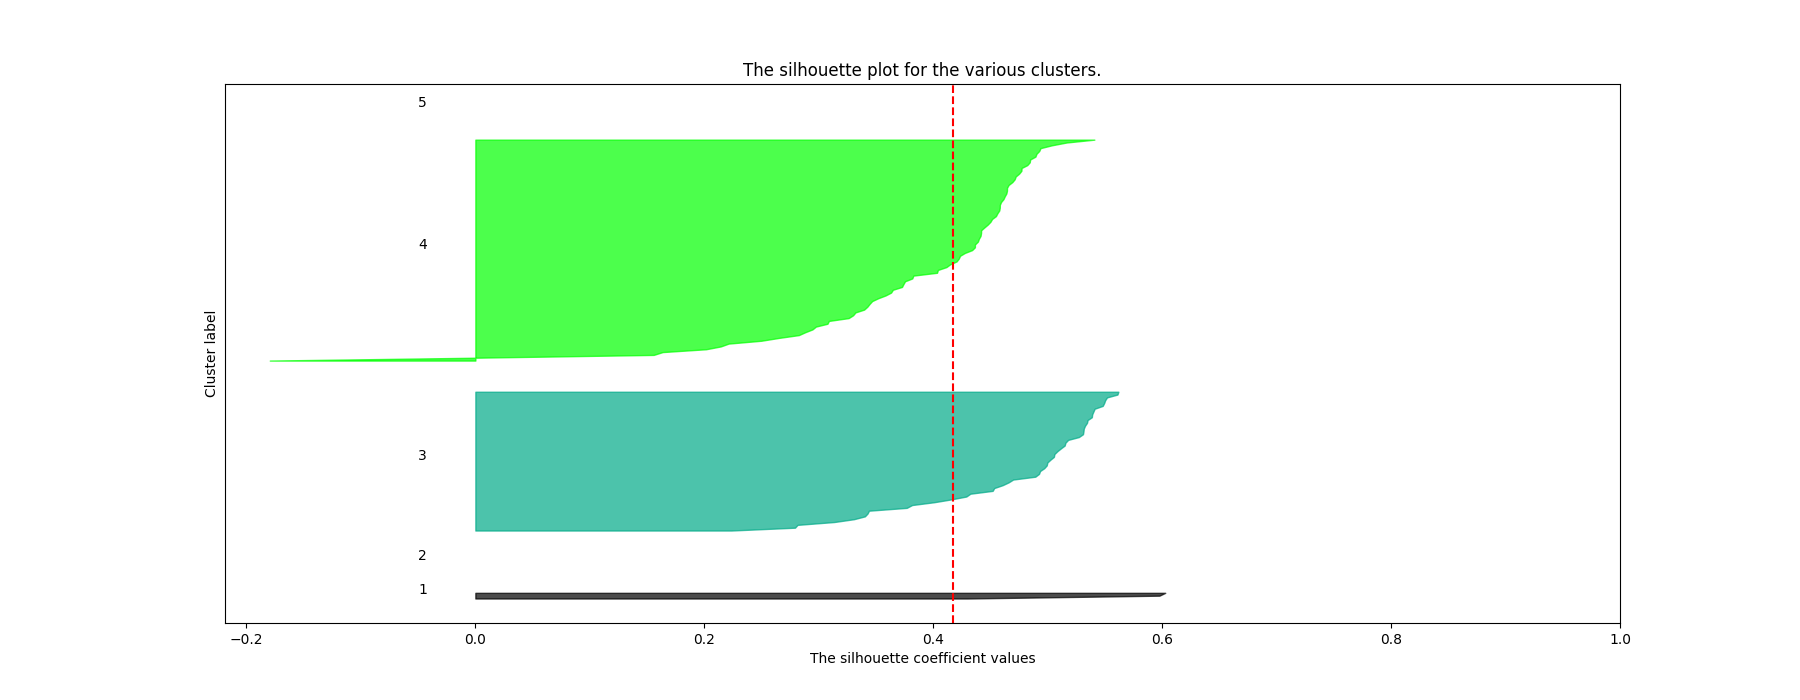 The silhouette plot for the various clusters.
5
4
3
2
1
Cluster label
−0.2 0.0 0.2 0.4 0.6 0.8 1.0
The silhouette coefficient values